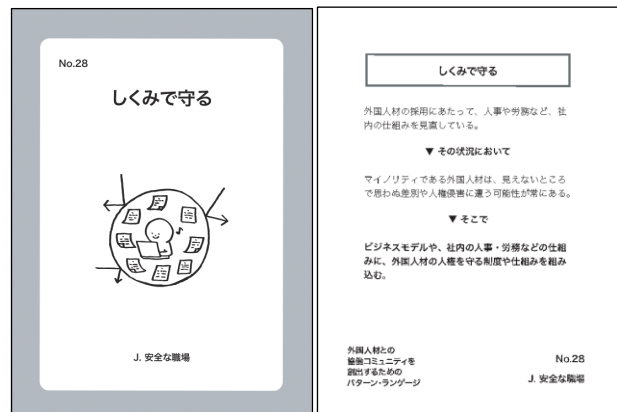 No.28
しくみで守る
J. 安全な職場
しくみで守る
外国人材の採用にあたって、人事や労務など、社
内の仕組みを見直している。
▼ その状況において
マイノリティである外国人材は、見えないところ
で思わぬ差別や人権侵害に遭う可能性が常にある。
▼ そこで
ビジネスモデルや、社内の人事・労務などの仕組
みに、外国人材の人権を守る制度や仕組みを組み
込む。
外国人材との
協働コミュニティを
創出するための
パターン・ランゲージ
No.28
J. 安全な職場